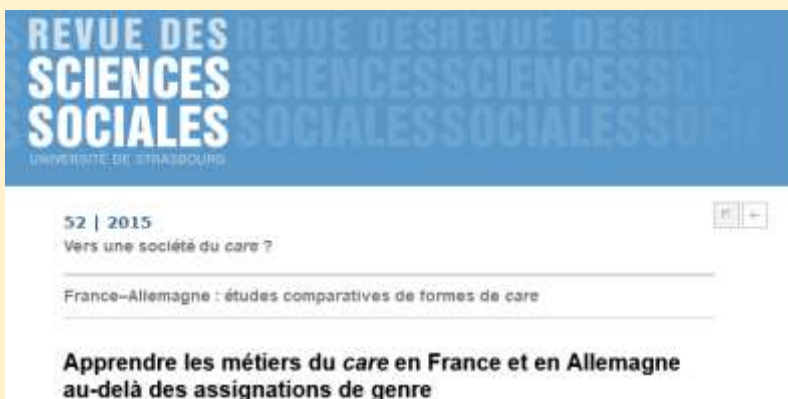 REVUE DES
SCIENCES
SOCIALES
UNIVERSITÉ DE STRASBOURG
52 | 2015
Vers une société du care ?
France–Allemagne : études comparatives de formes de care
Apprendre les métiers du care en France et en Allemagne
au-delà des assignations de genre